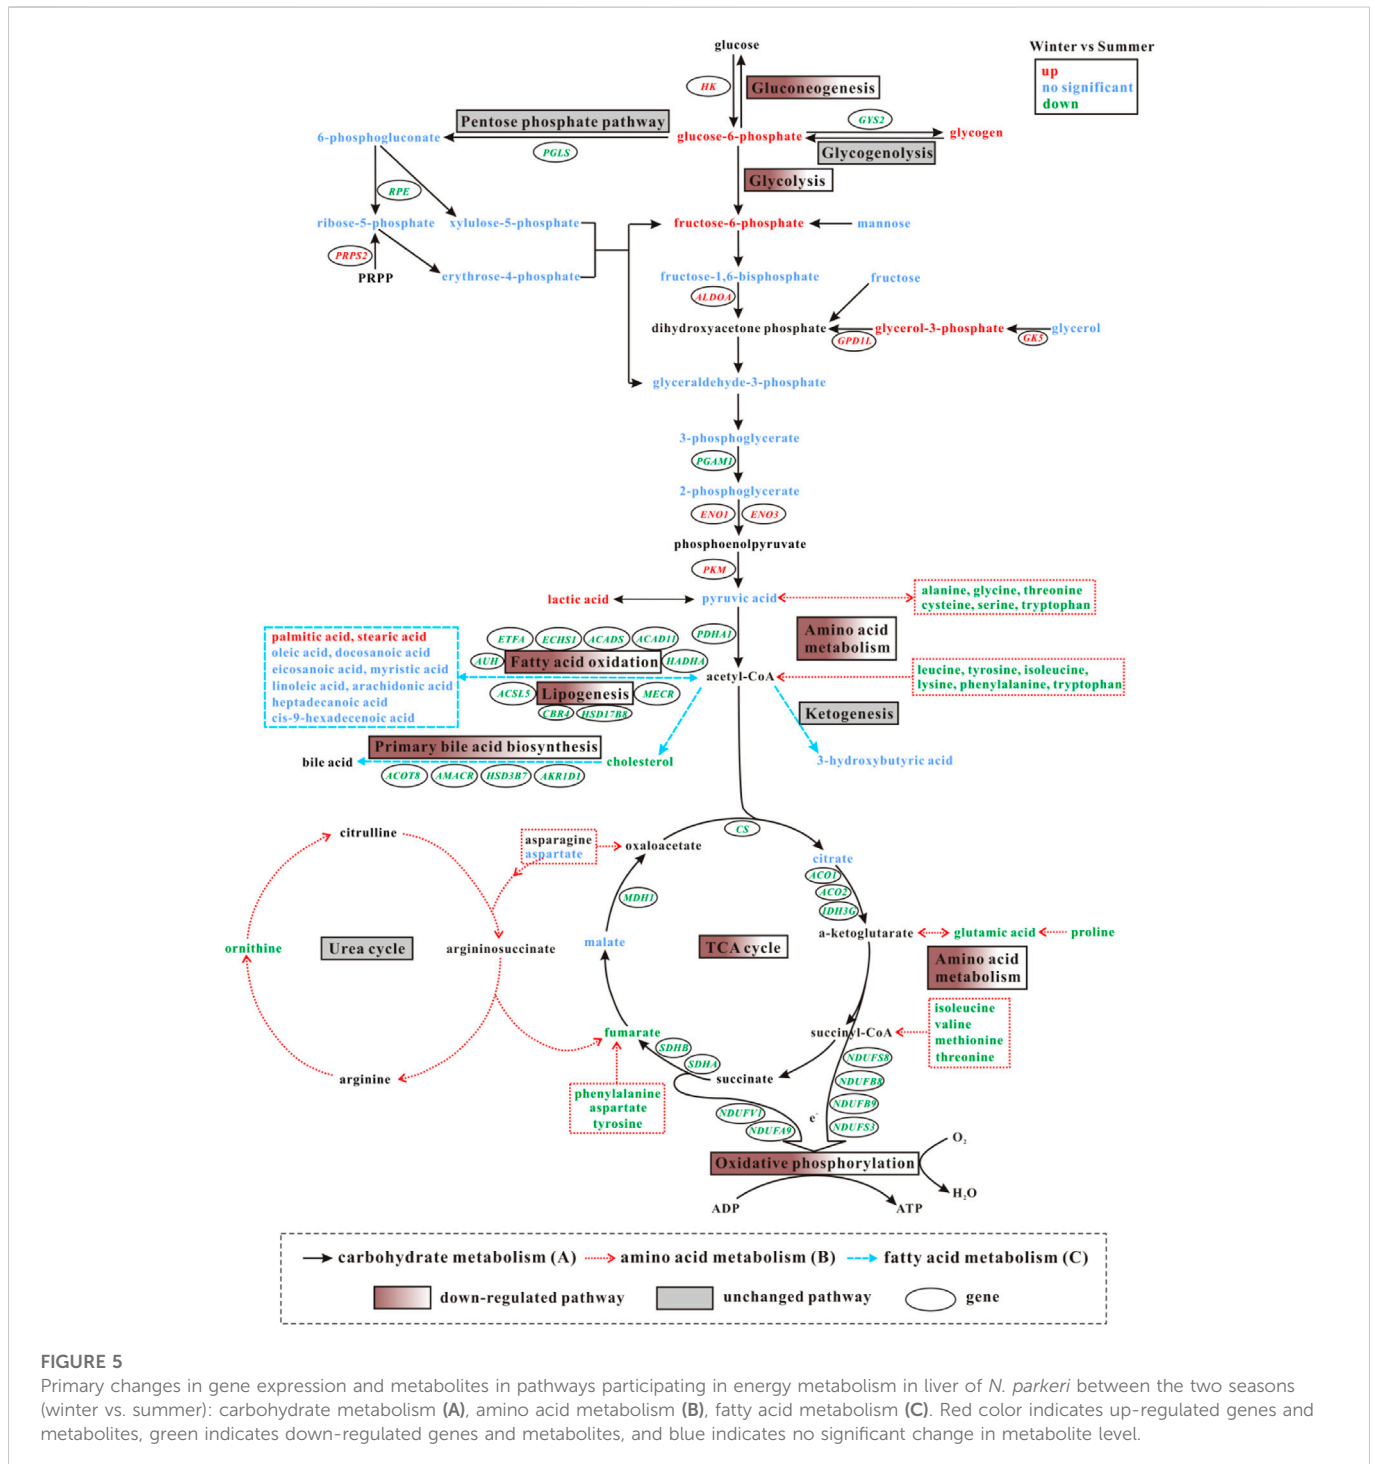 glucose
Winter vs Summer
up
no significant
down
HK
Gluconeogenesis
Pentose phosphate pathway
GYS2
6-phosphogluconate
glucose-6-phosphate
glycogen
PGLS
Glycogenolysis
Glycolysis
RPE
ribose-5-phosphate
xylulose-5-phosphate
fructose-6-phosphate
mannose
PRPS2
PRPP
erythrose-4-phosphate
fructose-1,6-bisphosphate
fructose
ALDOA
dihydroxyacetone phosphate
glycerol-3-phosphate
glycerol
GPD1L
GK5
glyceraldehyde-3-phosphate
3-phosphoglycerate
PGAM1
2-phosphoglycerate
ENO1
ENO3
phosphoenolpyruvate
PKM
lactic acid
pyruvic acid
alanine, glycine, threonine
cysteine, serine, tryptophan
palmitic acid, stearic acid
oleic acid, docosanoic acid
eicosanoic acid, myristic acid
linoleic acid, arachidonic acid
heptadecanoic acid
cis-9-hexadecenoic acid
ETFA
ECHS1
ACADS
ACAD11
PDHA1
Amino acid
metabolism
AUH
Fatty acid oxidation
HADHA
acetyl-CoA
leucine, tyrosine, isoleucine,
lysine, phenylalanine, tryptophan
ACSL5
Lipogenesis
MECR
CBR4
HSD17B8
Ketogenesis
Primary bile acid biosynthesis
bile acid
cholesterol
3-hydroxybutyric acid
ACOT8
AMACR
HSD3B7
AKR1D1
citrulline
asparagine
aspartate
oxaloacetate
CS
citrate
ACO1
ACO2
IDH3G
MDH1
ornithine
Urea cycle
argininosuccinate
malate
TCA cycle
a-ketoglutarate
glutamic acid
proline
Amino acid
metabolism
isoleucine
valine
methionine
threonine
fumarate
succinyl-CoA
SDHB
SDHA
NDUFS8
arginine
succinate
NDUFB8
phenylalanine
aspartate
tyrosine
NDUFV1
NDUFA9
e-
NDUFB9
NDUFS3
O2
Oxidative phosphorylation
H2O
ADP
ATP
carbohydrate metabolism (A)
amino acid metabolism (B)
fatty acid metabolism (C)
down-regulated pathway
unchanged pathway
gene
FIGURE 5
Primary changes in gene expression and metabolites in pathways participating in energy metabolism in liver of N. parkeri between the two seasons
(winter vs. summer): carbohydrate metabolism (A), amino acid metabolism (B), fatty acid metabolism (C). Red color indicates up-regulated genes and
metabolites, green indicates down-regulated genes and metabolites, and blue indicates no significant change in metabolite level.